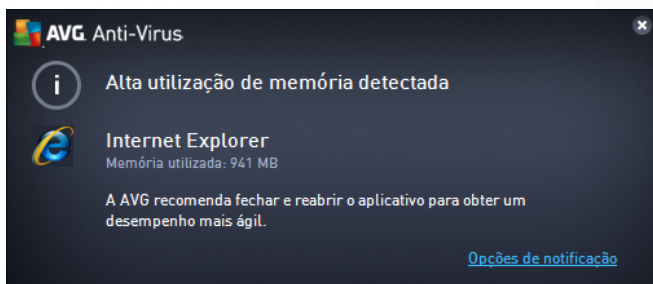 AVG Anti-Virus
Alta utilização de memória detectada
Internet Explorer
Memória utilizada: 941 MB
A AVG recomenda fechar e reabrir o aplicativo para obter um
desempenho mais ágil.
Opções de notificação